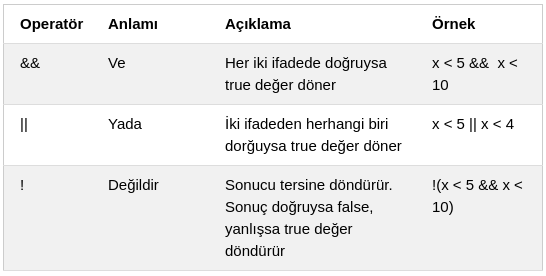 Operatör Anlamı Açıklama Örnek
&& Ve Her iki ifadede doğruysa x < 5 &&  x <
true değer döner 10
|| Yada İki ifadeden herhangi biri x < 5 || x < 4
dorğuysa true değer döner
! Değildir Sonucu tersine döndürür. !(x < 5 && x <
Sonuç doğruysa false, 10)
yanlışsa true değer
döndürür